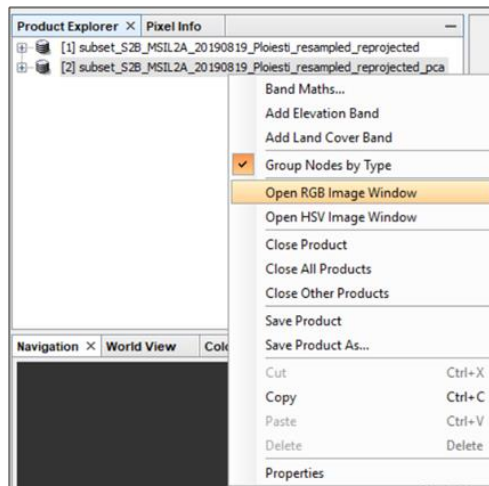 Product Explorer × Pixel Info
[1] subset_S2B_MSIL2A_20190819_Ploiesti_resampled_reprojected
[2] subset_S2B_MSIL2A_20190819_Ploiesti_resampled_reprojected_pca
Band Maths...
Add Elevation Band
Add Land Cover Band
Group Nodes by Type
Open RGB Image Window
Open HSV Image Window
Close Product
Close All Products
Close Other Products
Save Product
Navigation × World View Colo
Save Product As...
Cut Ctrl+X
Copy Ctrl+C
Paste Ctrl+V
Delete Delete
Properties